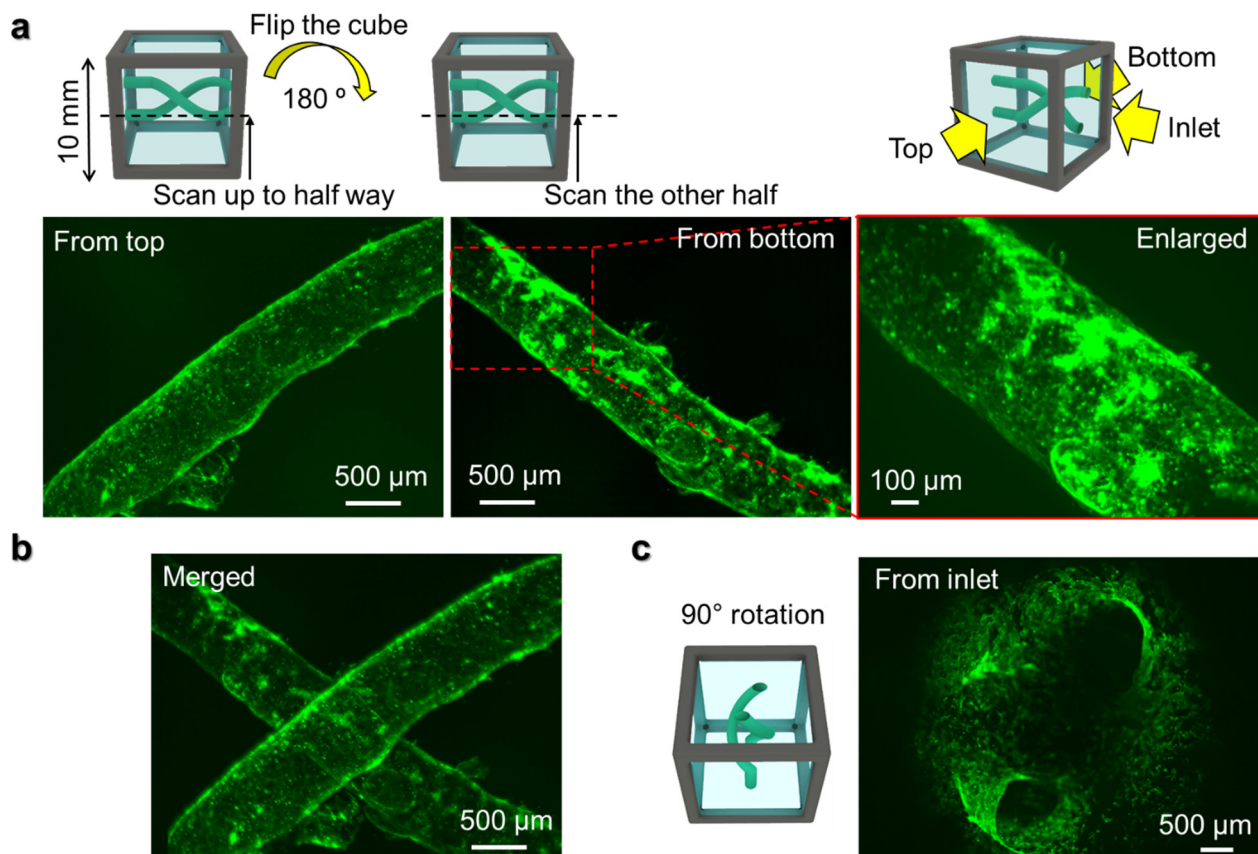 a
Flip the cube
180 º
10 mm
Scan up to half way
Scan the other half
Top
Bottom
Inlet
From top
500 µm
From bottom
500 µm
Enlarged
100 µm
b
Merged
500 µm
c
90° rotation
From inlet
500 µm